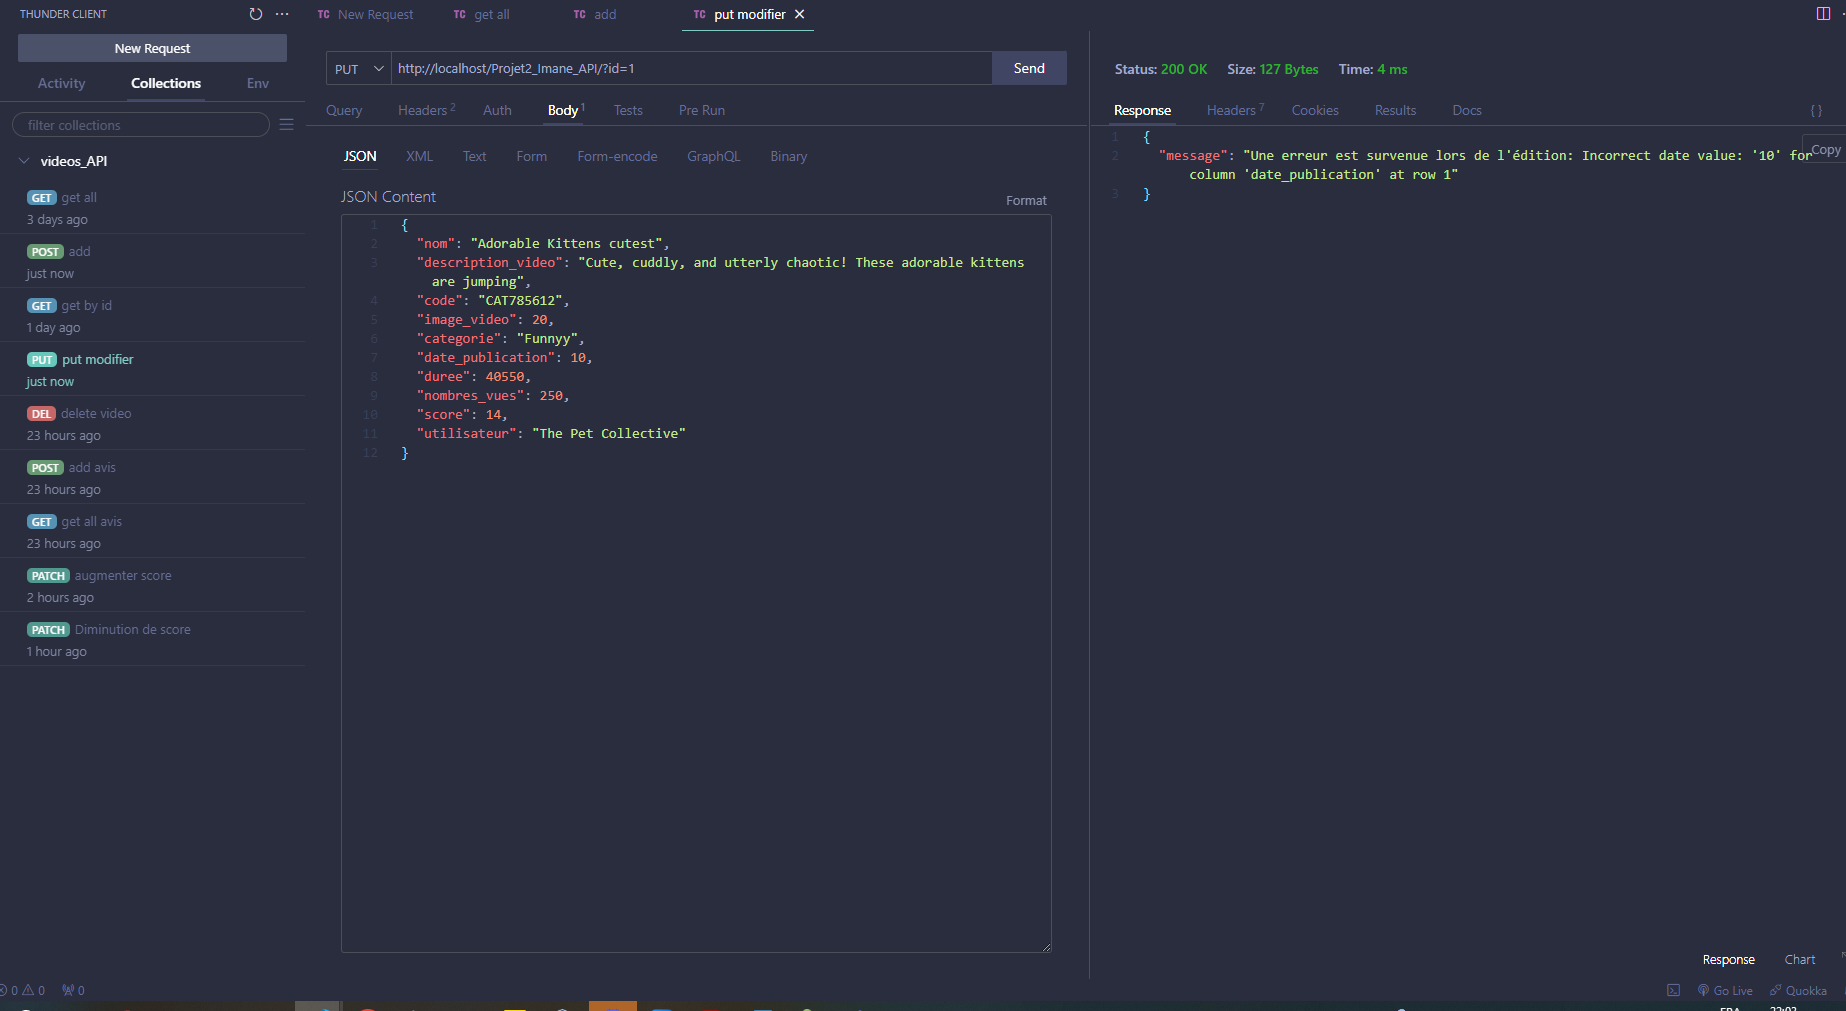 THUNDER CLIENT
New Request
Activity Collections Env
filter collections
videos_API
GET get all
3 days ago
POST add
just now
GET get by id
1 day ago
PUT put modifier
just now
DEL delete video
23 hours ago
POST add avis
23 hours ago
GET get all avis
23 hours ago
PATCH augmenter score
2 hours ago
PATCH Diminution de score
1 hour ago
TC New Request TC get all TC add TC put modifier
PUT http://localhost/Projet2_Imane_API/?id=1 Send
Query Headers 2 Auth Body 1 Tests Pre Run
JSON XML Text Form Form-encode GraphQL Binary
JSON Content Format
1 {
2 "nom": "Adorable Kittens cutest",
3 "description_video": "Cute, cuddly, and utterly chaotic! These adorable kittens
are jumping",
4 "code": "CAT785612",
5 "image_video": 20,
6 "categorie": "Funnyy",
7 "date_publication": 10,
8 "duree": 40550,
9 "nombres_vues": 250,
10 "score": 14,
11 "utilisateur": "The Pet Collective"
12 }
Status: 200 OK Size: 127 Bytes Time: 4 ms
Response Headers 7 Cookies Results Docs { }
Copy
1 {
2 "message": "Une erreur est survenue lors de l'édition: Incorrect date value: '10' for
column 'date_publication' at row 1"
3 }
Response Chart
0 0 0
Go Live Quokka